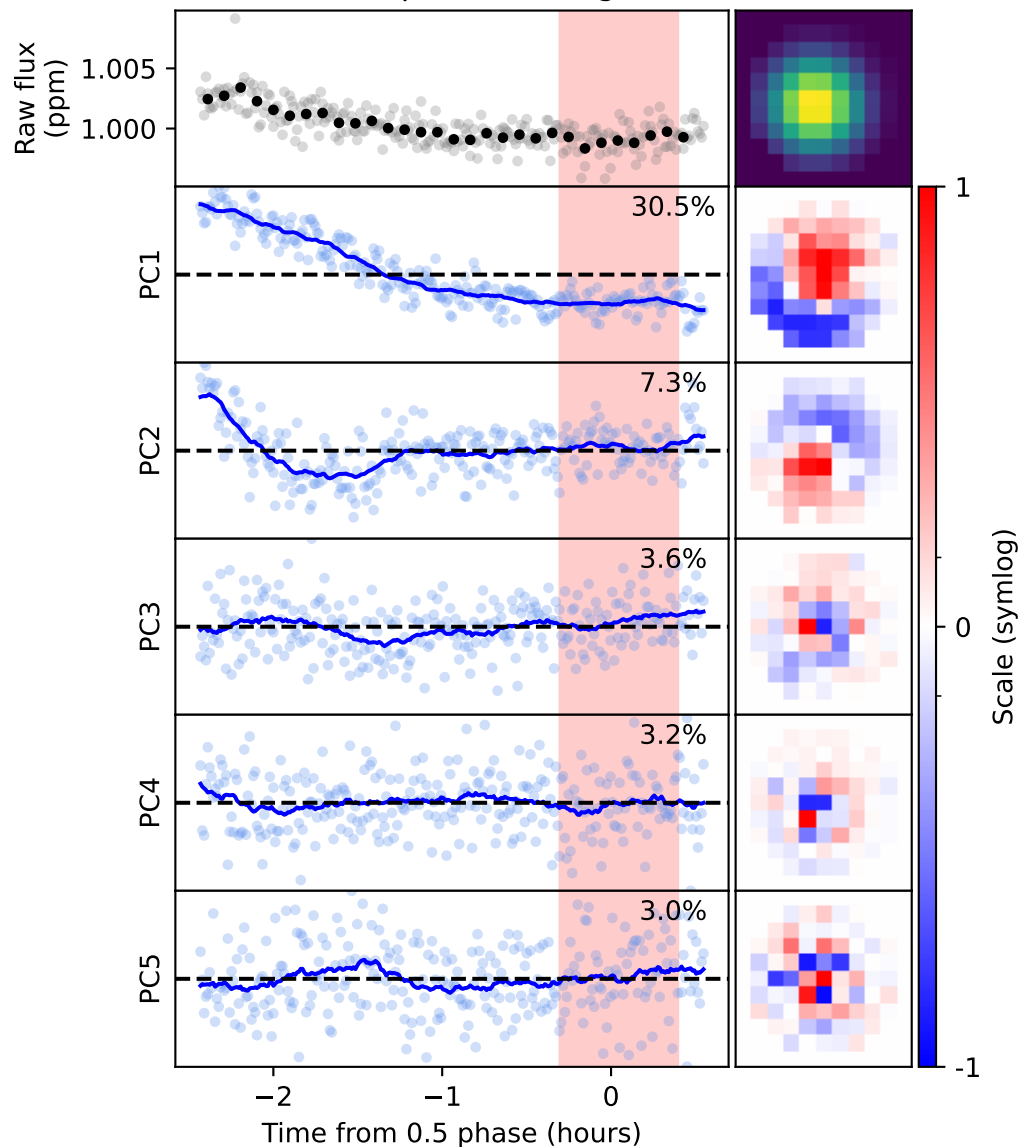 Raw flux
(ppm)
1.005
1.000
PC1
30.5%
1
PC2
7.3%
PC3
3.6%
0
Scale (symlog)
PC4
3.2%
PC5
3.0%
-1
−2
−1
0
Time from 0.5 phase (hours)